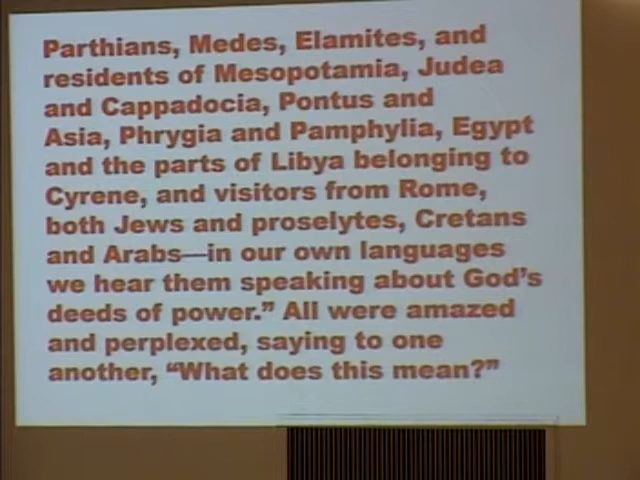 Parthians, Medes, Elamites, and
residents of Mesopotamia, Judea
and Cappadocia, Pontus and
Asia, Phrygia and Pamphylia, Egypt
and the parts of Libya belonging to
Cyrene, and visitors from Rome,
both Jews and proselytes, Cretans
and Arabs—in our own languages
we hear them speaking about God's
deeds of power.” All were amazed
and perplexed, saying to one
another, “What does this mean?”